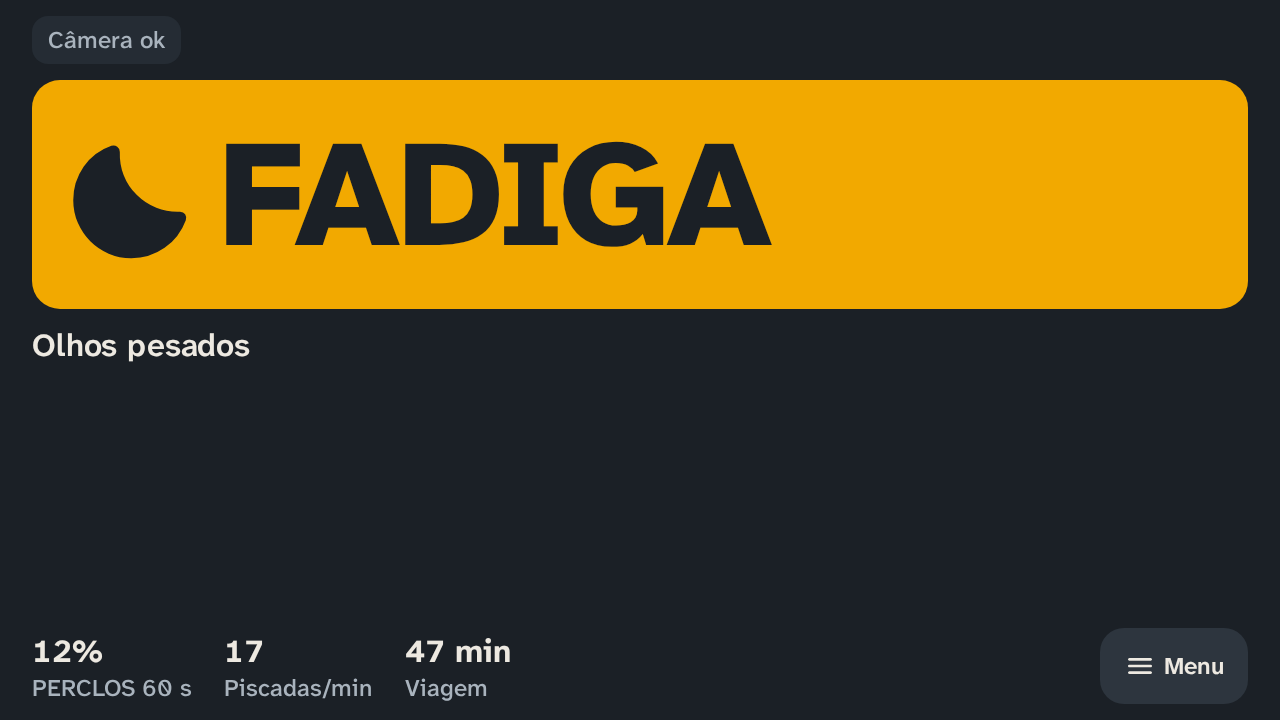 Câmera ok
FADIGA
Olhos pesados
12%
PERCLOS 60 s
17
Piscadas/min
47 min
Viagem
Menu